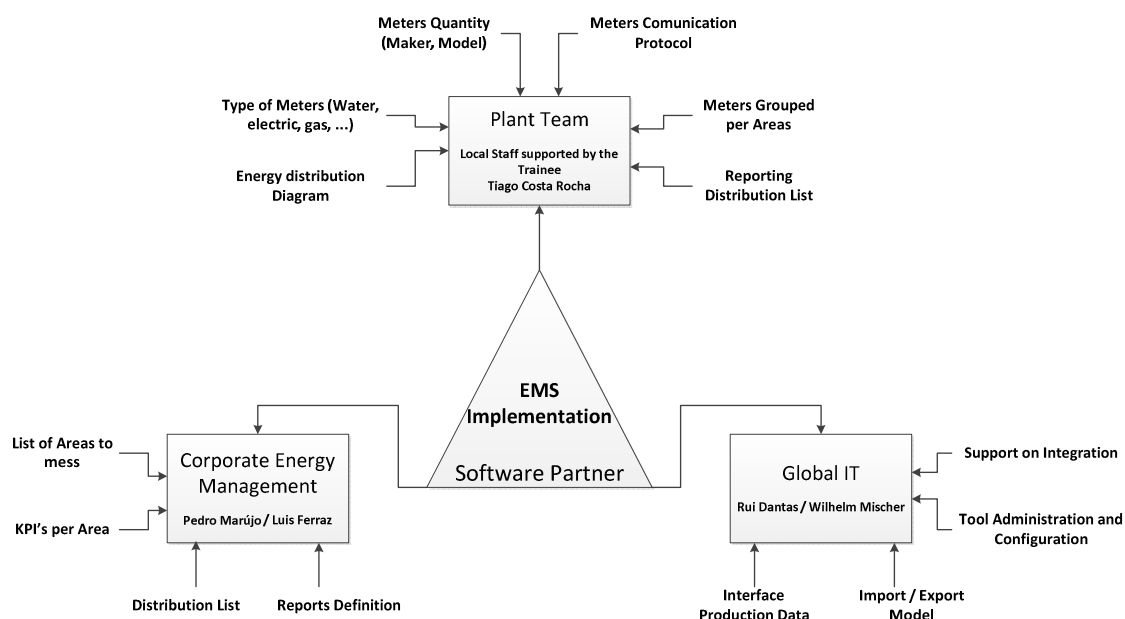 Meters Quantity
(Maker, Model)
Meters Comunication
Protocol
Type of Meters (Water,
electric, gas, ...)
Energy distribution
Diagram
Plant Team
Local Staff supported by the
Trainee
Tiago Costa Rocha
Meters Grouped
per Areas
Reporting
Distribution List
EMS
Implementation
Software Partner
List of Areas to
mess
KPI's per Area
Corporate Energy
Management
Pedro Marújo / Luis Ferraz
Distribution List
Reports Definition
Global IT
Rui Dantas / Wilhelm Mischer
Support on Integration
Tool Administration and
Configuration
Interface
Production Data
Import / Export
Model